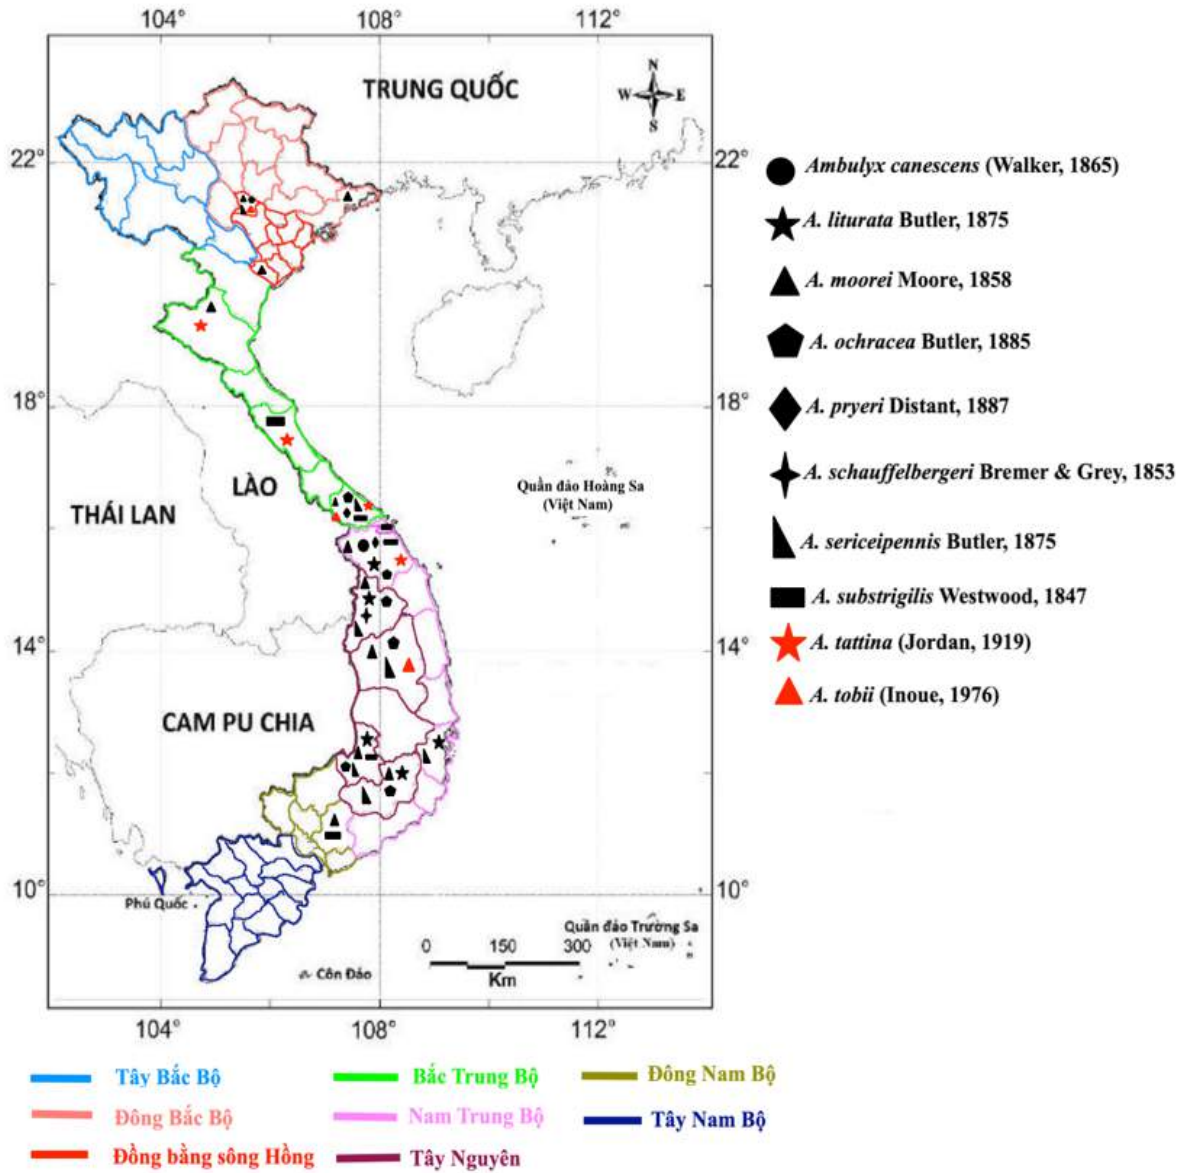 104° 108° 112°
TRUNG QUỐC
N
W E
S
22° 22°
18° 18°
LÀO
THÁI LAN
Quần đảo Hoàng Sa
(Việt Nam)
14° 14°
CAM PU CHIA
10° 10°
Phú Quốc
Quần đảo Trường Sa
(Việt Nam)
0 150 300
Km
Côn Đảo
104° 108° 112°
Ambulyx canescens (Walker, 1865)
A. liturata Butler, 1875
A. moorei Moore, 1858
A. ochracea Butler, 1885
A. pryeri Distant, 1887
A. schauffelbergeri Bremer & Grey, 1853
A. sericeipennis Butler, 1875
A. substrigilis Westwood, 1847
A. tattina (Jordan, 1919)
A. tobii (Inoue, 1976)
Tây Bắc Bộ
Đông Bắc Bộ
Đồng bằng sông Hồng
Bắc Trung Bộ
Nam Trung Bộ
Tây Nguyên
Đông Nam Bộ
Tây Nam Bộ